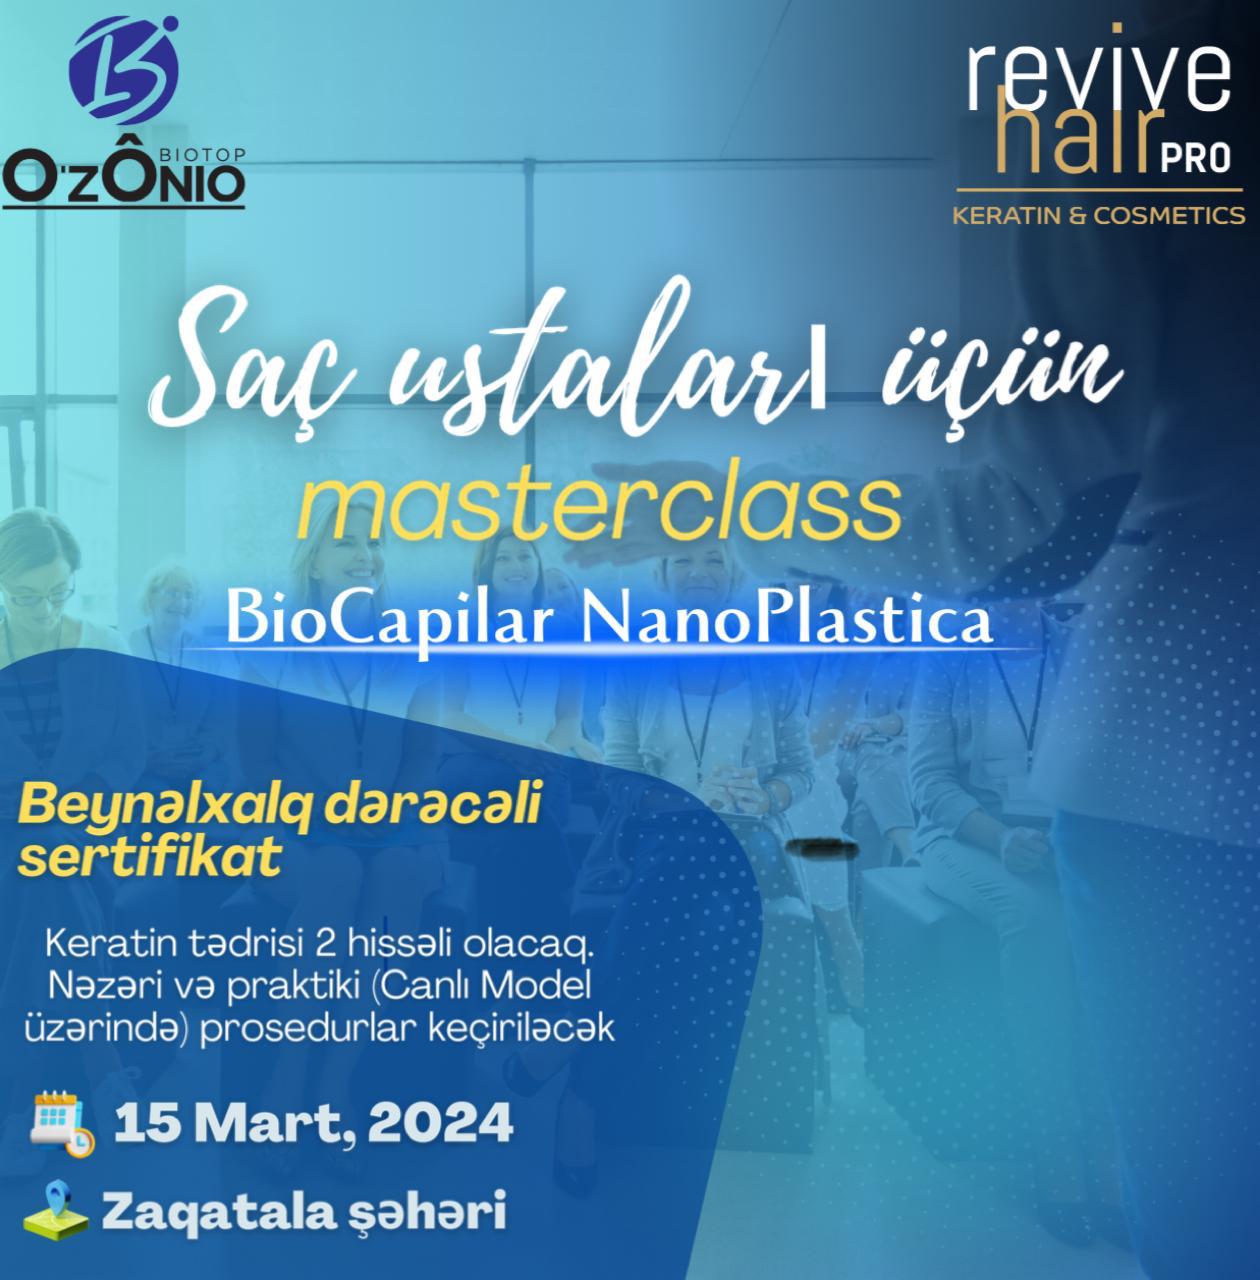 BIOTOP
O'ZÔNIO
revive
hair PRO
KERATIN & COSMETICS
Saç ustaları üçün
masterclass
BioCapilar NanoPlastica
Beynəlxalq dərəcəli
sertifikat
Keratin tədrisi 2 hissəli olacaq.
Nəzəri və praktiki (Canlı Model
üzərində) prosedurlar keçiriləcək
15 Mart, 2024
Zaqatala şəhəri